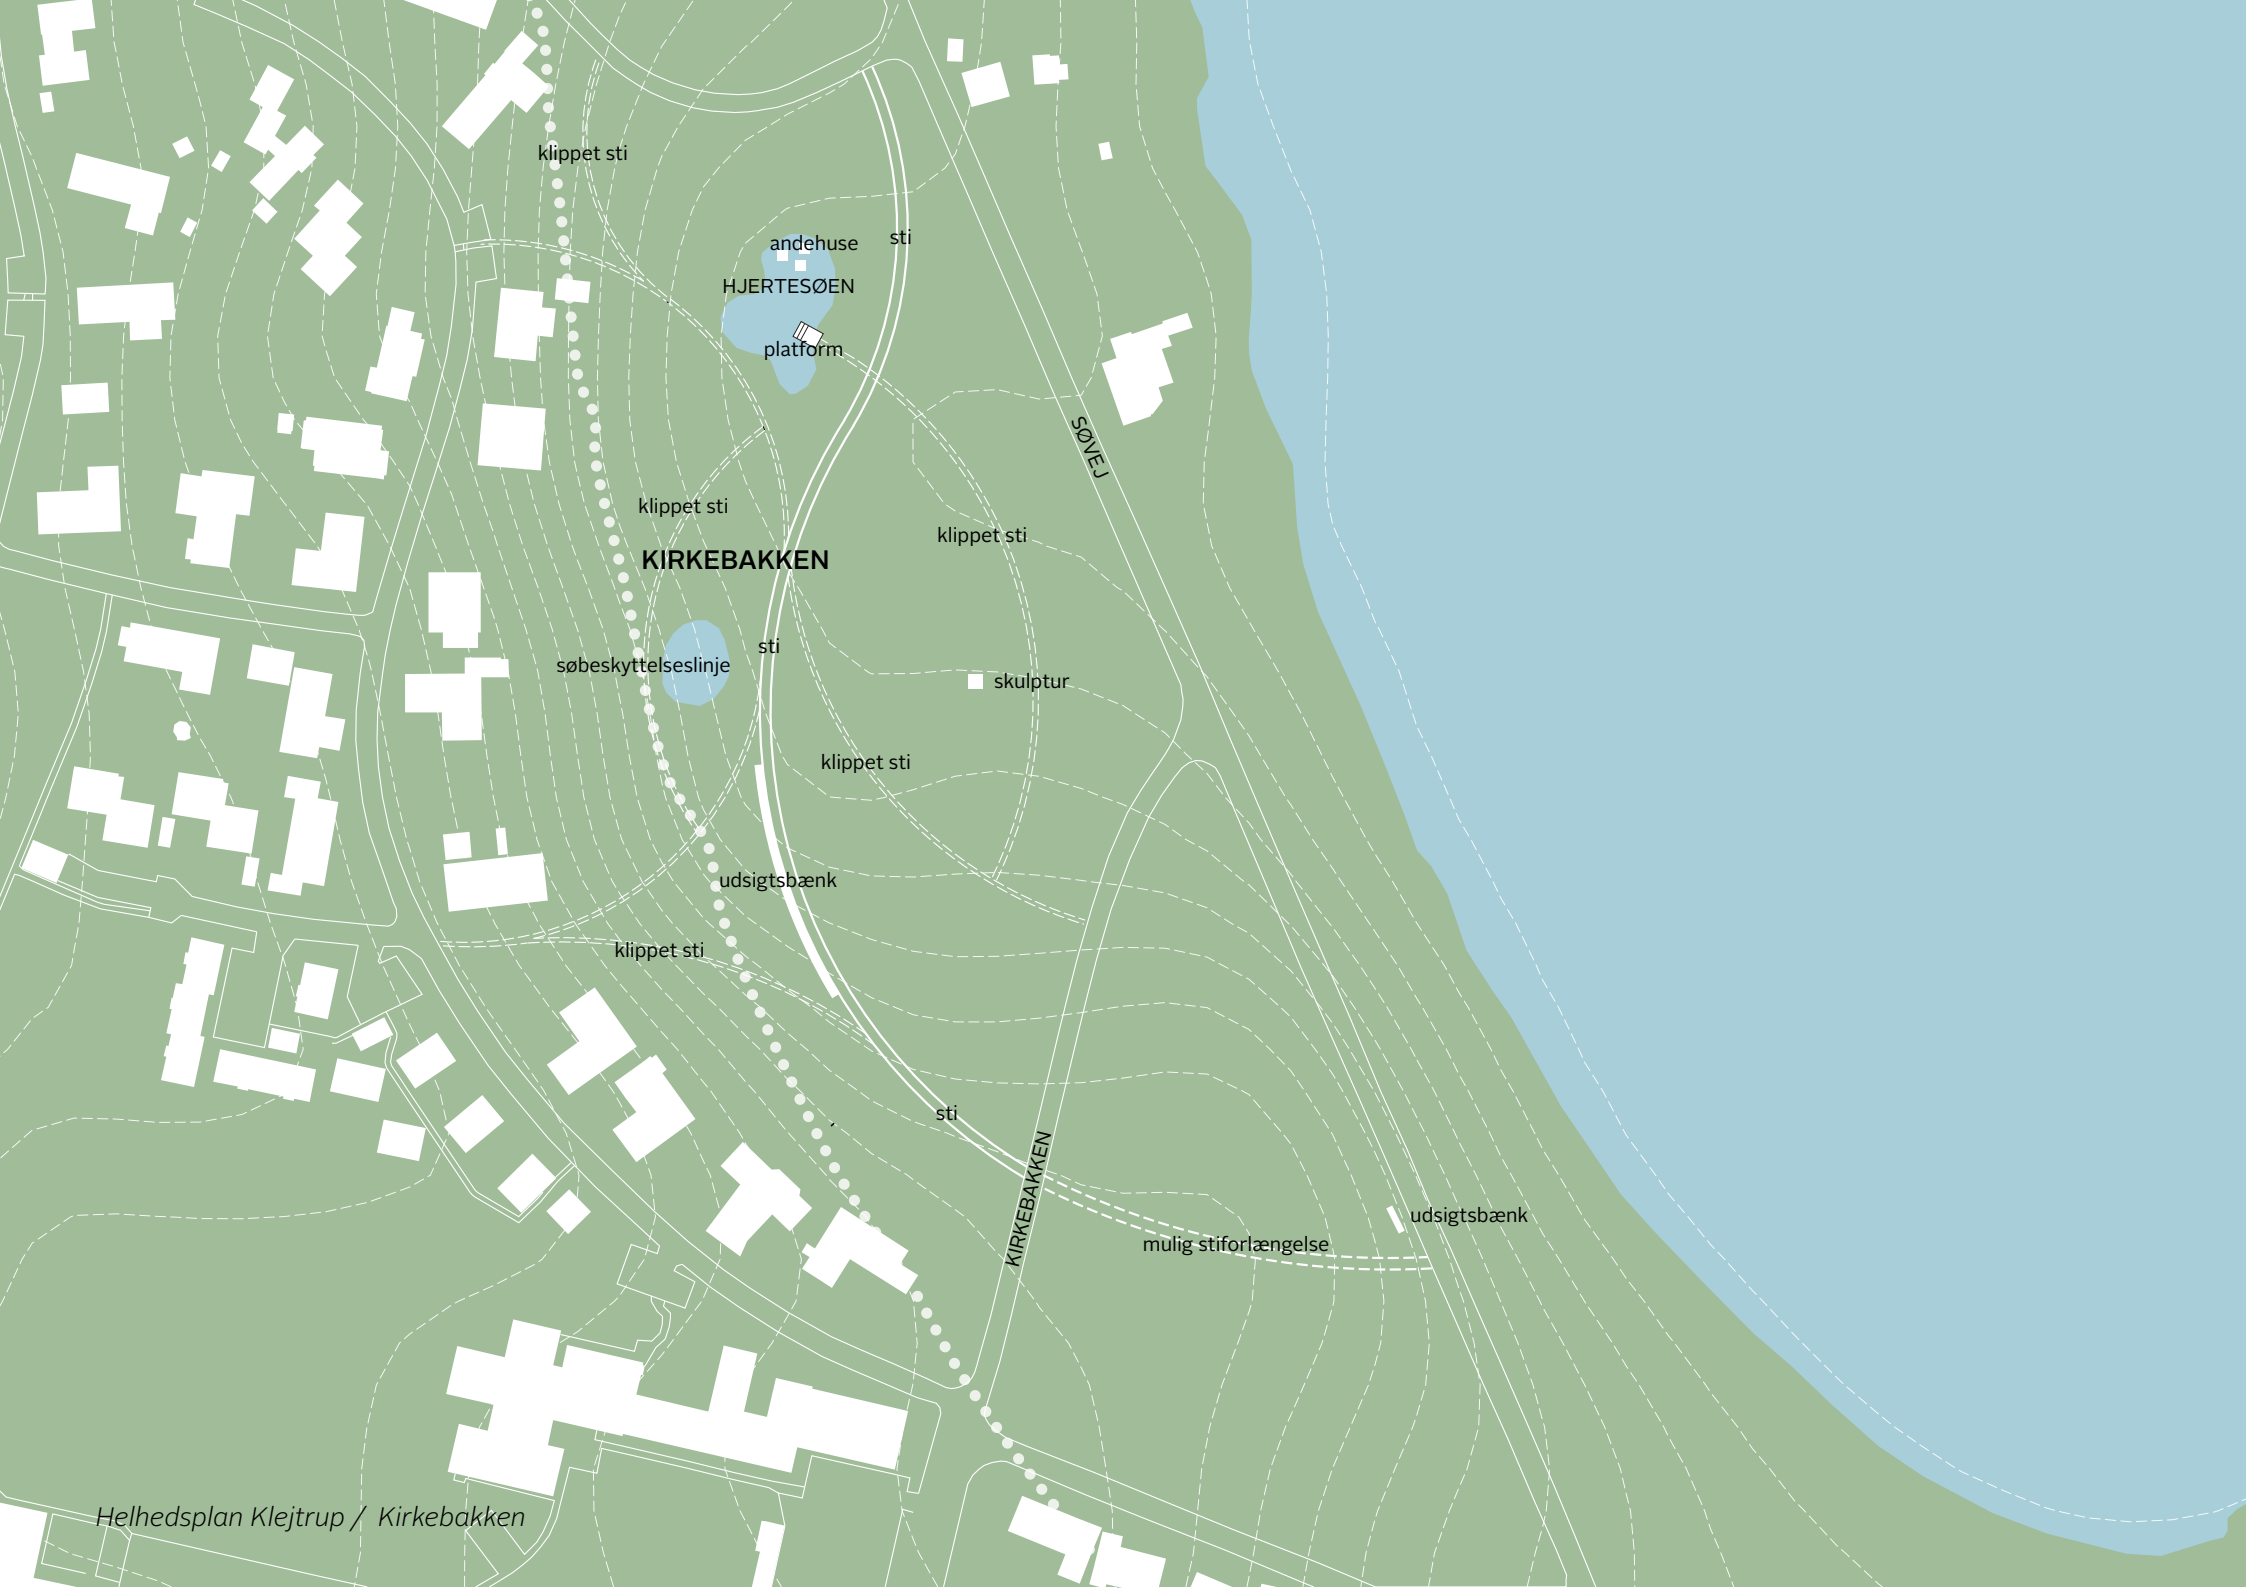 klippet sti
andehuse
sti
HJERTESØEN
platform
SØVEJ
klippet sti
klippet sti
KIRKEBAKKEN
sti
søbeskyttelseslinje
skulptur
klippet sti
udsigtsbænk
klippet sti
sti
KIRKEBAKKEN
udsigtsbænk
mulig stiforlængelse
Helhedsplan Klejtrup / Kirkebakken